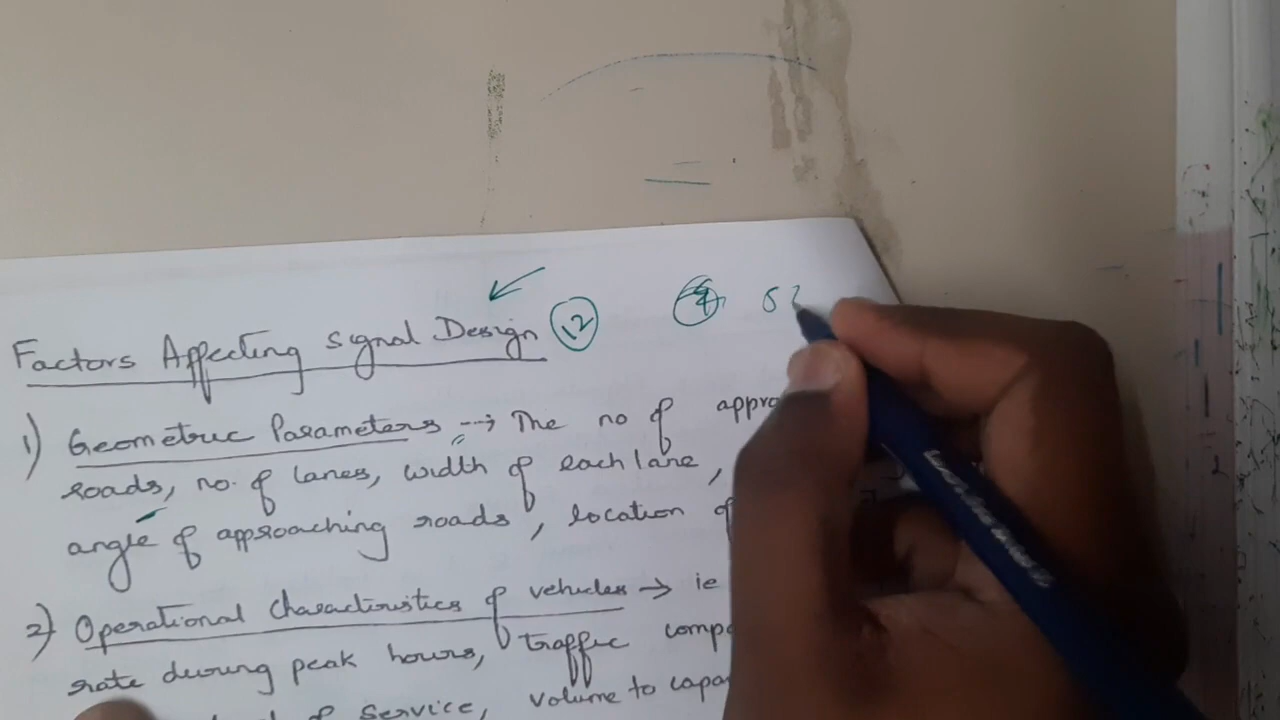 Factors Affecting Signal Design 12
1) Geometric Parameters --> The no of appro
roads, no. of lanes, width of each lane,
angle of approaching roads, location of
2) Operational Characteristics of vehicles → ie
rate during peak hours, traffic compo
of service, volume to capa